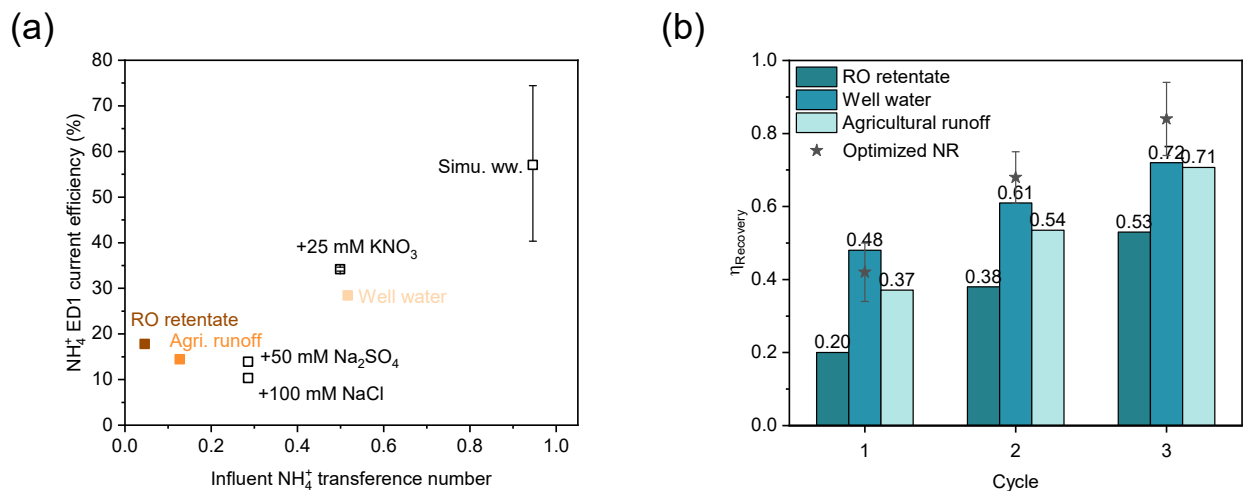 (a)
80
70
60
50
40
30
20
10
0
NH₄⁺ ED1 current efficiency (%)
Simu. ww.
+25 mM KNO₃
Well water
RO retentate
Agri. runoff
+50 mM Na₂SO₄
+100 mM NaCl
0.0 0.2 0.4 0.6 0.8 1.0
Influent NH₄⁺ transference number
(b)
1.0
0.8
0.6
0.4
0.2
0.0
ηRecovery
RO retentate
Well water
Agricultural runoff
Optimized NR
0.20 0.48 0.37
0.38 0.61 0.54
0.53 0.72 0.71
1 2 3
Cycle